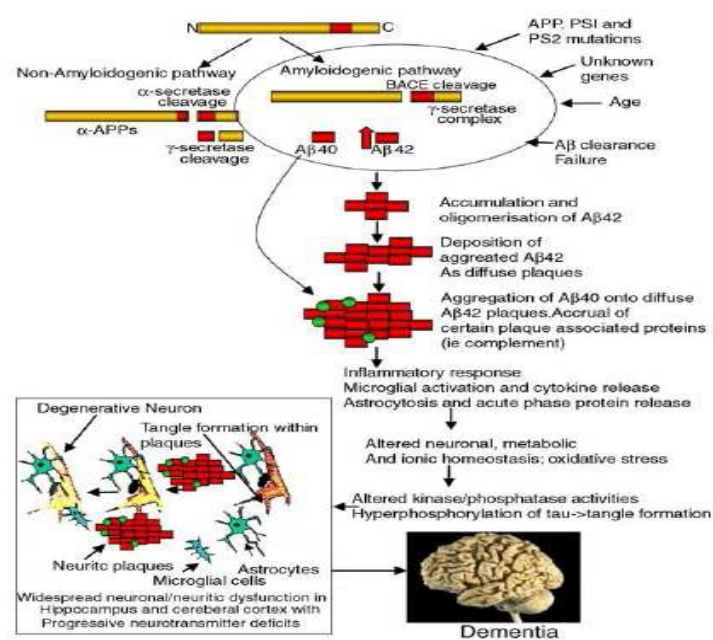 N
C
APP, PSI and
PS2 mutations
Unknown
genes
Age
Aβ clearance
Failure
Non-Amyloidogenic pathway
α-secretase
cleavage
α-APPs
γ-secretase
cleavage
Amyloidogenic pathway
BACE cleavage
γ-secretase
complex
Aβ40
Aβ42
Accumulation and
oligomerisation of Aβ42
Deposition of
aggreated Aβ42
As diffuse plaques
Aggregation of Aβ40 onto diffuse
Aβ42 plaques.Accrual of
certain plaque associated proteins
(ie complement)
Inflammatory response
Microglial activation and cytokine release
Astrocytosis and acute phase protein release
Altered neuronal, metabolic
And ionic homeostasis; oxidative stress
Altered kinase/phosphatase activities
Hyperphosphorylation of tau->tangle formation
Degenerative Neuron
Tangle formation within
plaques
Neuritc plaques
Microglial cells
Astrocytes
Widespread neuronal/neuritic dysfunction in
Hippocampus and cereberal cortex with
Progressive neurotransmitter deficits
Dementia